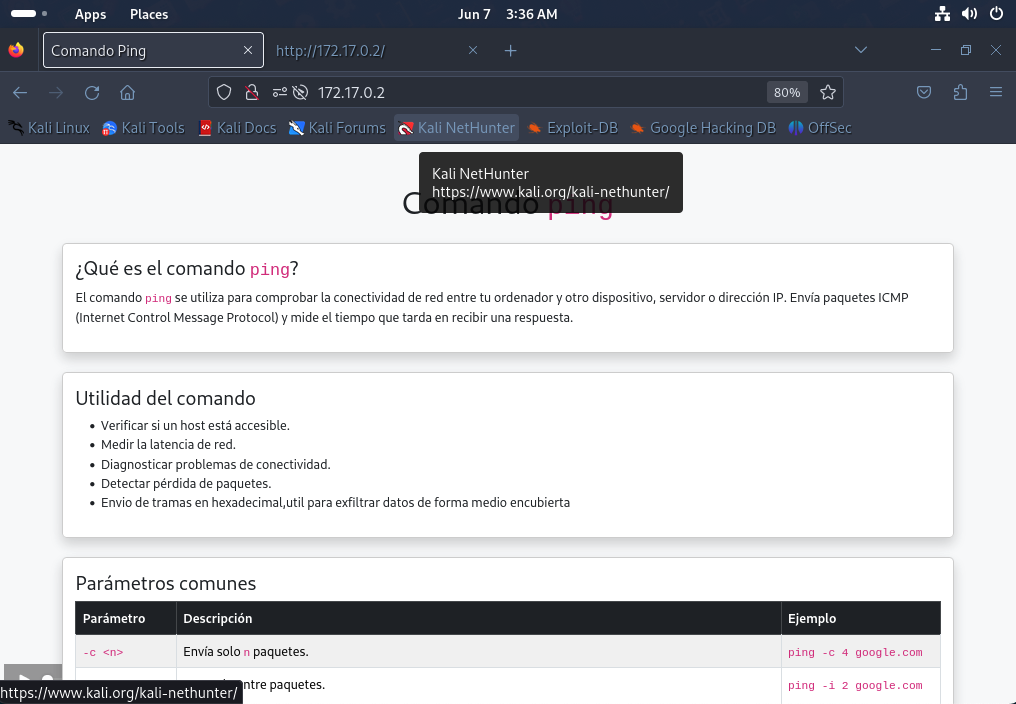 Apps Places Jun 7 3:36 AM
Comando Ping http://172.17.0.2/
172.17.0.2 80%
Kali Linux Kali Tools Kali Docs Kali Forums Kali NetHunter Exploit-DB Google Hacking DB OffSec
Kali NetHunter
https://www.kali.org/kali-nethunter/
Comando ping
¿Qué es el comando ping?
El comando ping se utiliza para comprobar la conectividad de red entre tu ordenador y otro dispositivo, servidor o dirección IP. Envía paquetes ICMP
(Internet Control Message Protocol) y mide el tiempo que tarda en recibir una respuesta.
Utilidad del comando
• Verificar si un host está accesible.
• Medir la latencia de red.
• Diagnosticar problemas de conectividad.
• Detectar pérdida de paquetes.
• Envio de tramas en hexadecimal,util para exfiltrar datos de forma medio encubierta
Parámetros comunes
Parámetro Descripción Ejemplo
-c <n> Envía solo n paquetes. ping -c 4 google.com
entre paquetes. ping -i 2 google.com
https://www.kali.org/kali-nethunter/